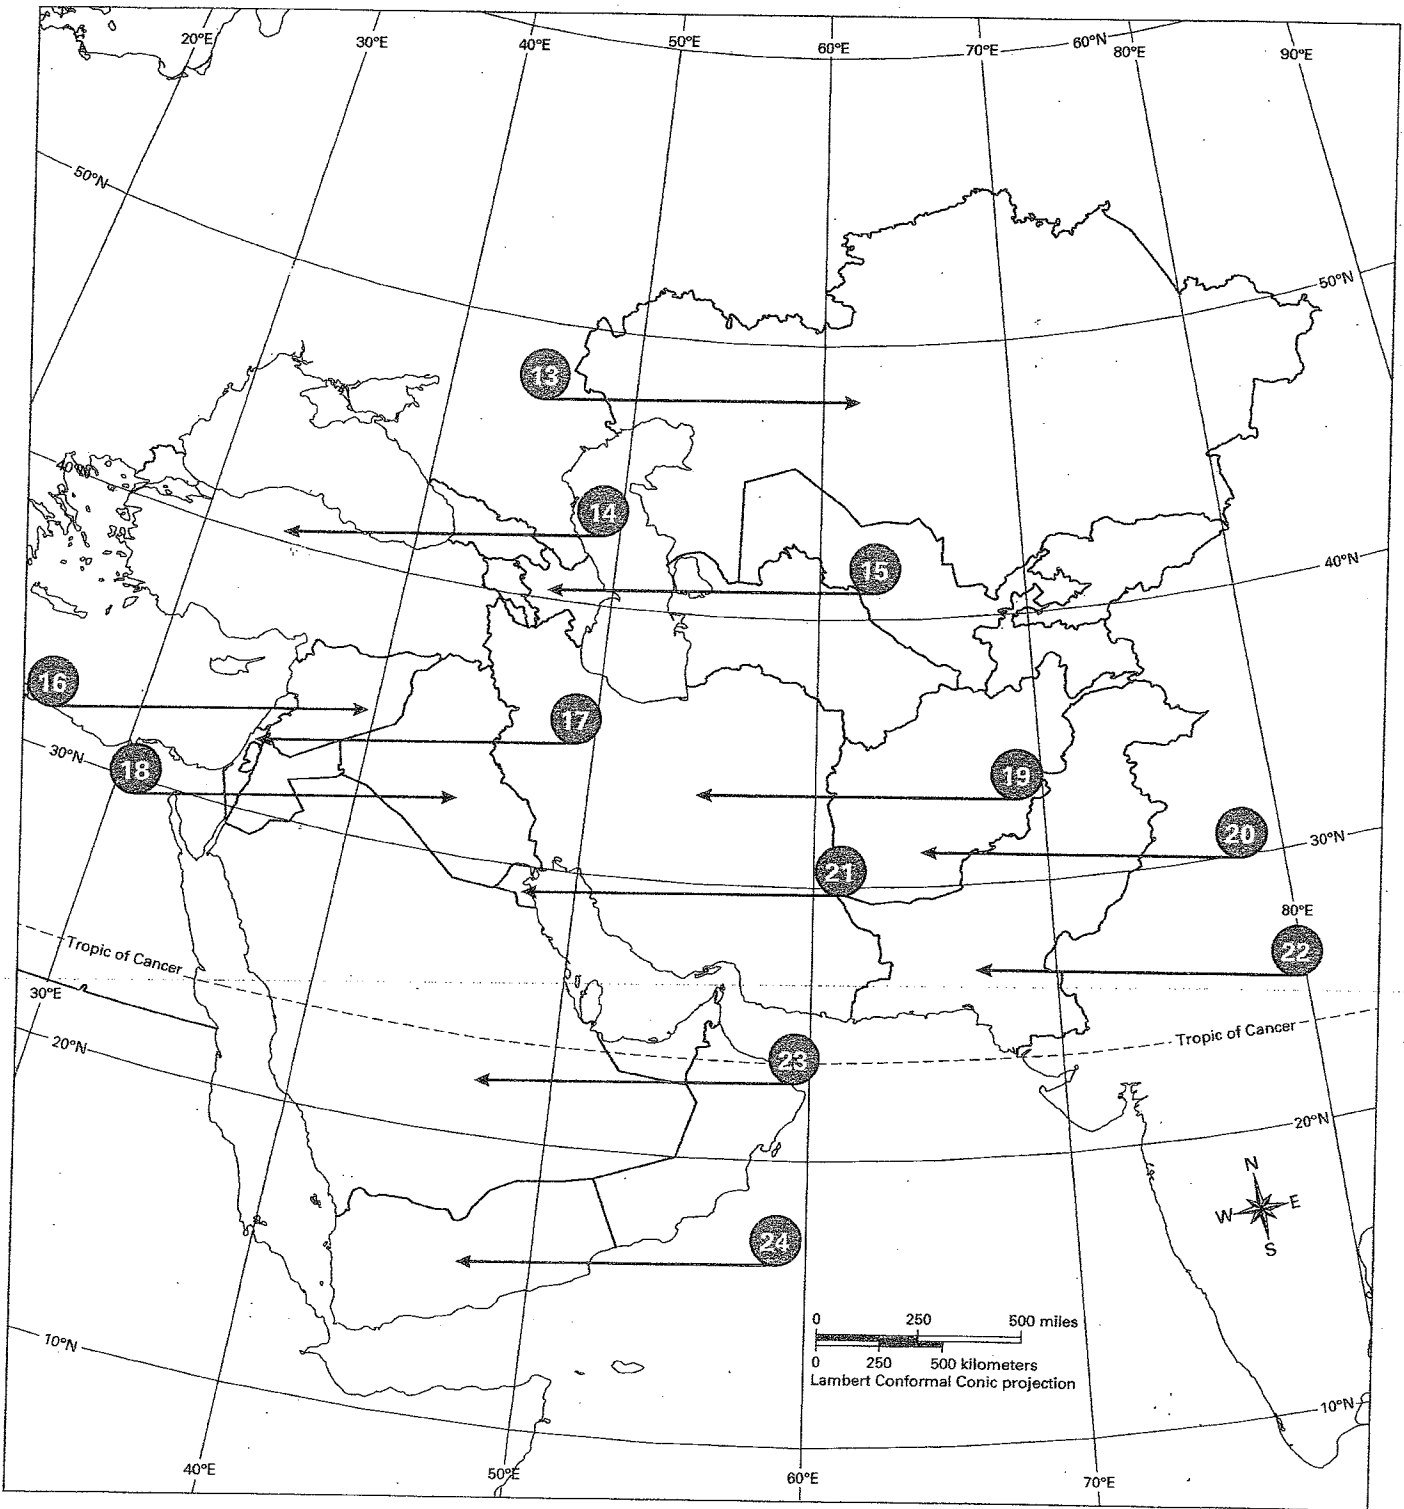 20°E
30°E
40°E
50°E
60°E
70°E
60°N
80°E
90°E
50°N
50°N
13
40°N
14
15
40°N
16
17
30°N
18
19
20
30°N
21
80°E
22
Tropic of Cancer
30°E
20°N
Tropic of Cancer
23
20°N
N
W
E
S
24
0 250 500 miles
0 250 500 kilometers
Lambert Conformal Conic projection
10°N
10°N
40°E
50°E
60°E
70°E